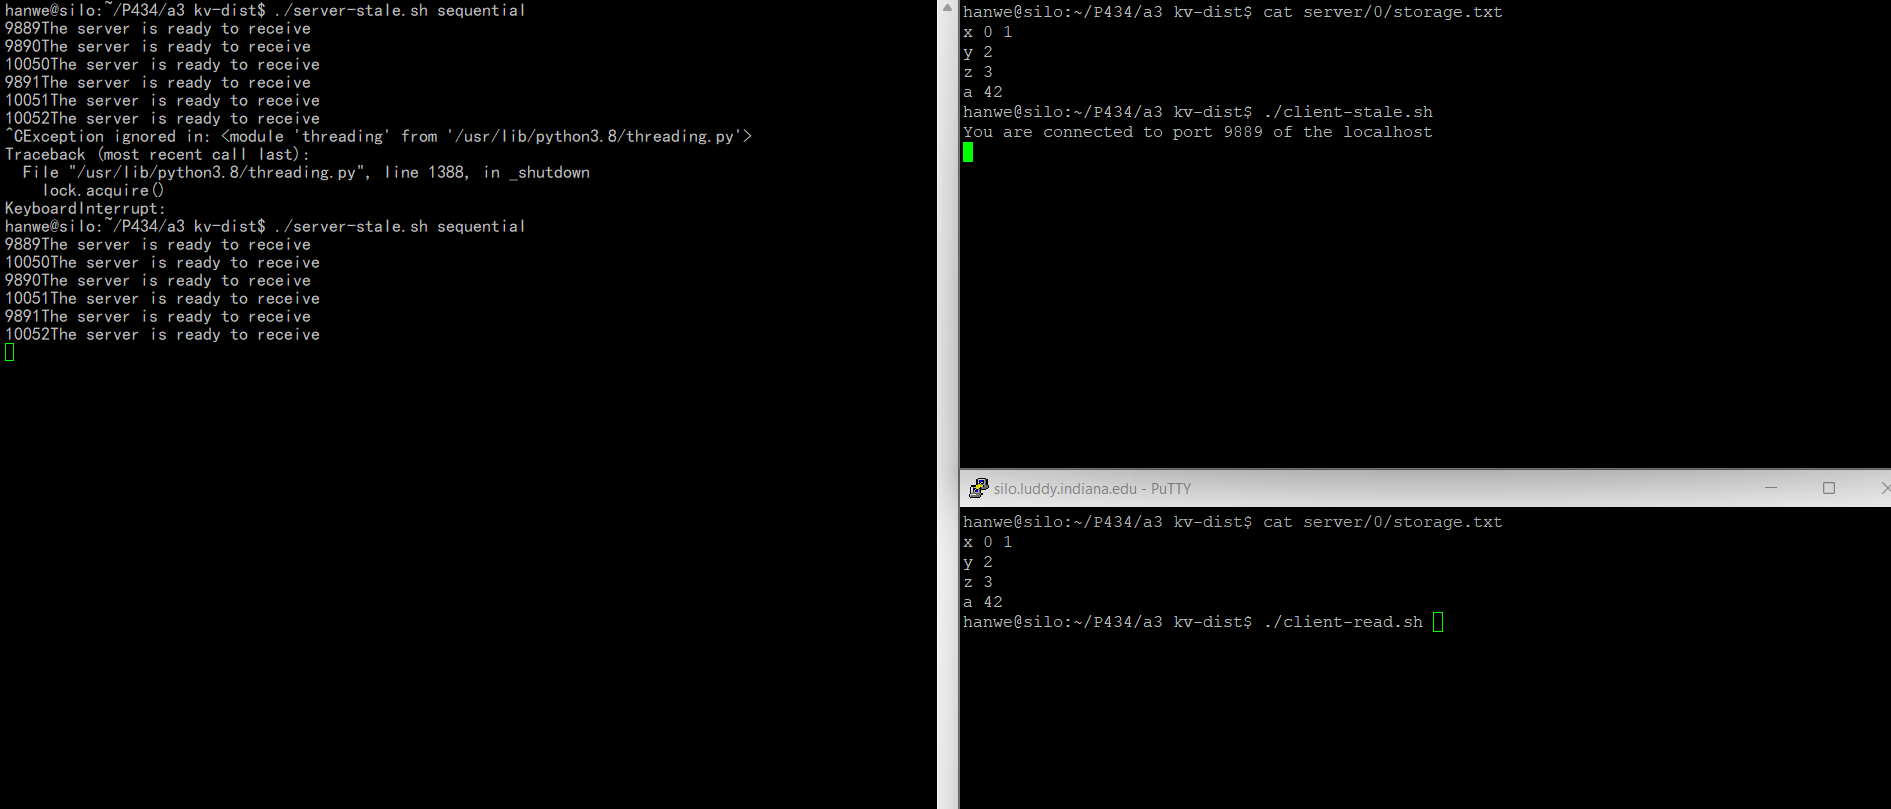 hanwe@silo:~/P434/a3 kv-dist$ ./server-stale.sh sequential
9889The server is ready to receive
9890The server is ready to receive
10050The server is ready to receive
9891The server is ready to receive
10051The server is ready to receive
10052The server is ready to receive
^CException ignored in: <module 'threading' from '/usr/lib/python3.8/threading.py'>
Traceback (most recent call last):
  File "/usr/lib/python3.8/threading.py", line 1388, in _shutdown
    lock.acquire()
KeyboardInterrupt:
hanwe@silo:~/P434/a3 kv-dist$ ./server-stale.sh sequential
9889The server is ready to receive
10050The server is ready to receive
9890The server is ready to receive
10051The server is ready to receive
9891The server is ready to receive
10052The server is ready to receive
hanwe@silo:~/P434/a3 kv-dist$ cat server/0/storage.txt
x 0 1
y 2
z 3
a 42
hanwe@silo:~/P434/a3 kv-dist$ ./client-stale.sh
You are connected to port 9889 of the localhost
silo.luddy.indiana.edu - PuTTY
hanwe@silo:~/P434/a3 kv-dist$ cat server/0/storage.txt
x 0 1
y 2
z 3
a 42
hanwe@silo:~/P434/a3 kv-dist$ ./client-read.sh